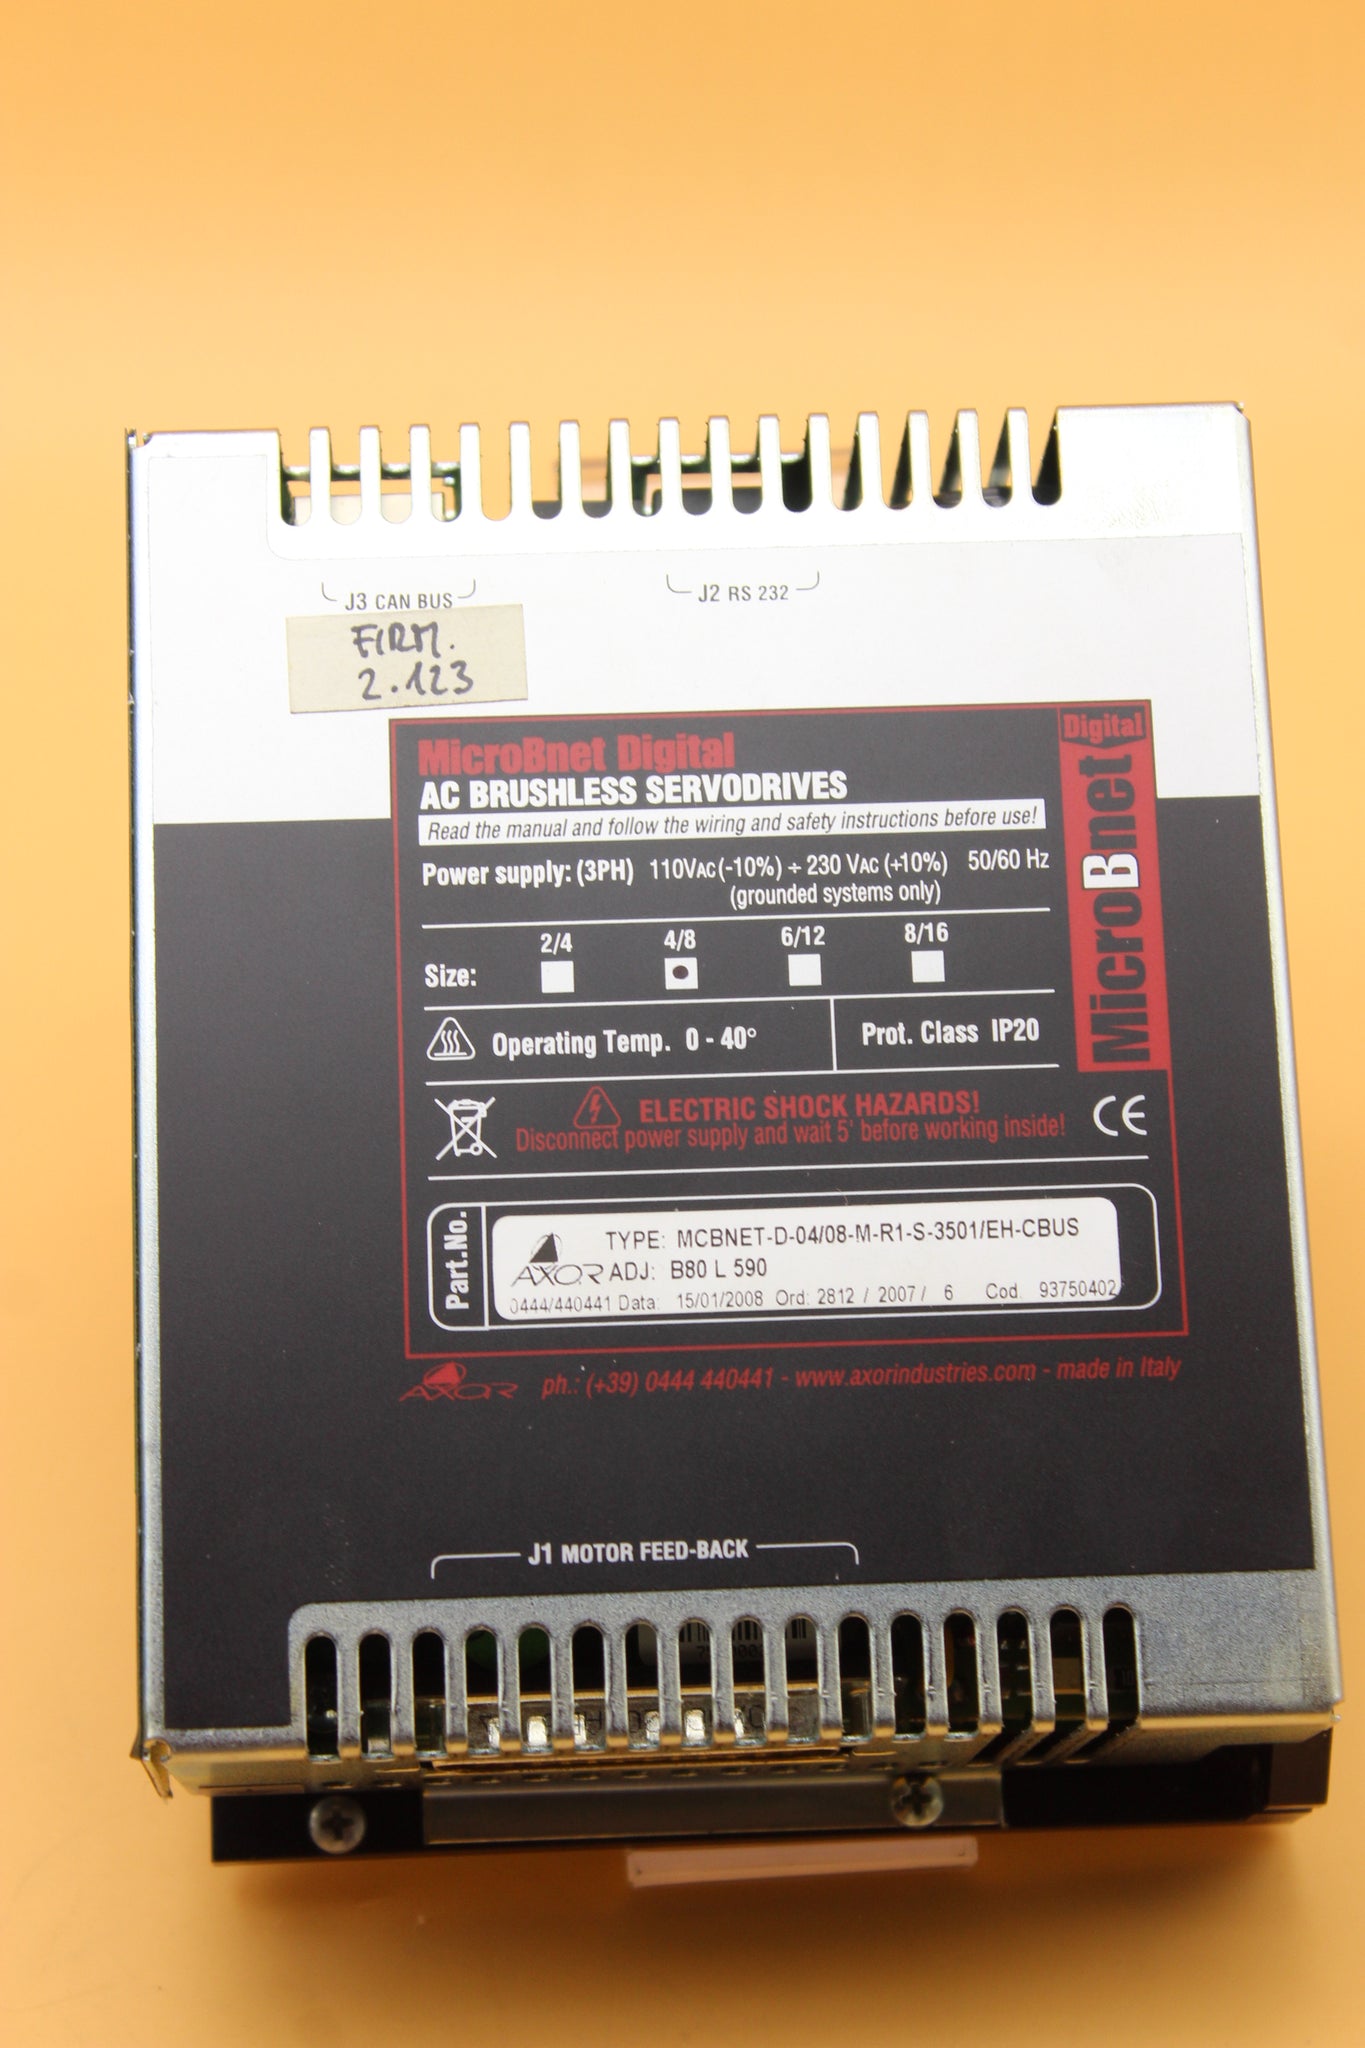 J3 CAN BUS
J2 RS 232
FIRM.
2.123
MicroBnet Digital
AC BRUSHLESS SERVODRIVES
Read the manual and follow the wiring and safety instructions before use!
Power supply: (3PH) 110VAC (-10%) ÷ 230 VAC (+10%) 50/60 Hz
(grounded systems only)
2/4 4/8 6/12 8/16
Size:
Operating Temp. 0 - 40° Prot. Class IP20
ELECTRIC SHOCK HAZARDS!
Disconnect power supply and wait 5' before working inside!
CE
Digital
MicroBnet
Part.No.
TYPE: MCBNET-D-04/08-M-R1-S-3501/EH-CBUS
AXOR ADJ: B80 L 590
0444/440441 Data: 15/01/2008 Ord: 2812 / 2007 / 6 Cod. 93750402
AXOR ph.: (+39) 0444 440441 - www.axorindustries.com - made in Italy
J1 MOTOR FEED-BACK